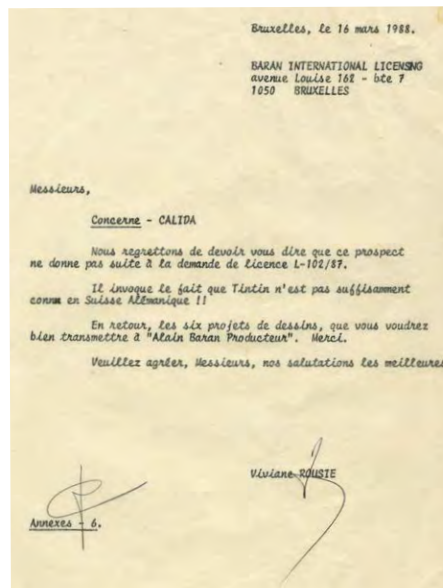 Bruxelles, le 16 mars 1988.
BARAN INTERNATIONAL LICENSING
avenue Louise 162 - bte 7
1050 BRUXELLES
Messieurs,
Concerne - CALIDA
Nous regrettons de devoir vous dire que ce prospect
ne donne pas suite à la demande de licence L-102/87.
Il invoque le fait que Tintin n'est pas suffisamment
connu en Suisse Alémanique !!
En retour, les six projets de dessins, que vous voudrez
bien transmettre à "Alain Baran Producteur". Merci.
Veuillez agréer, Messieurs, nos salutations les meilleures
Viviane ROUSIE
Annexes - 6.